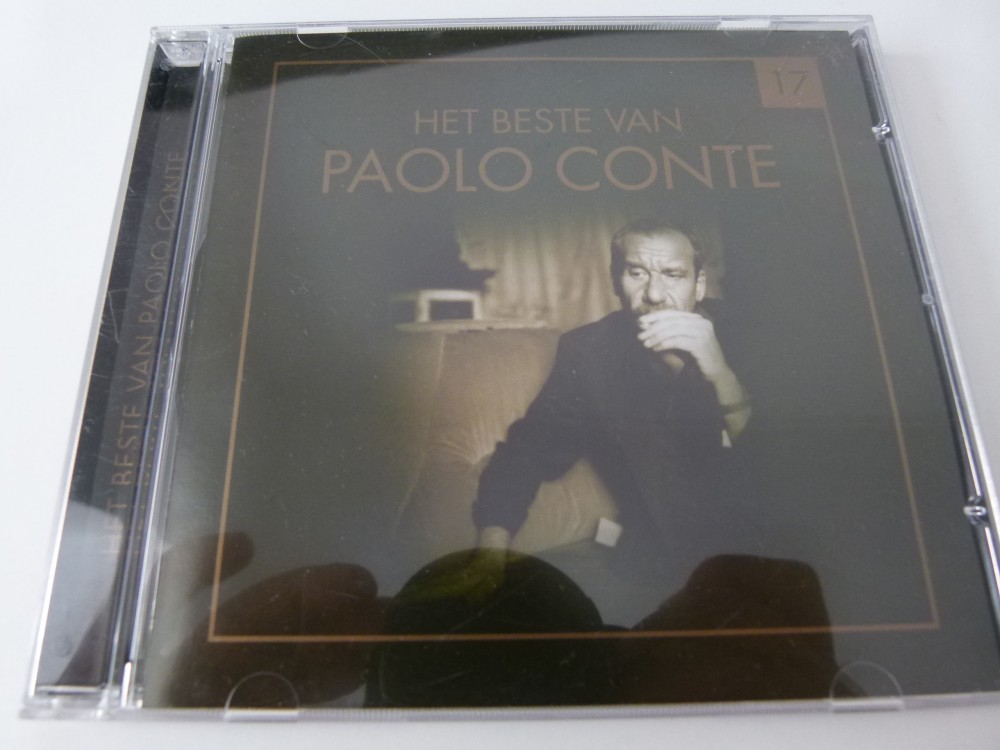 17
HET BESTE VAN
PAOLO CONTE
HET BESTE VAN PAOLO CONTE